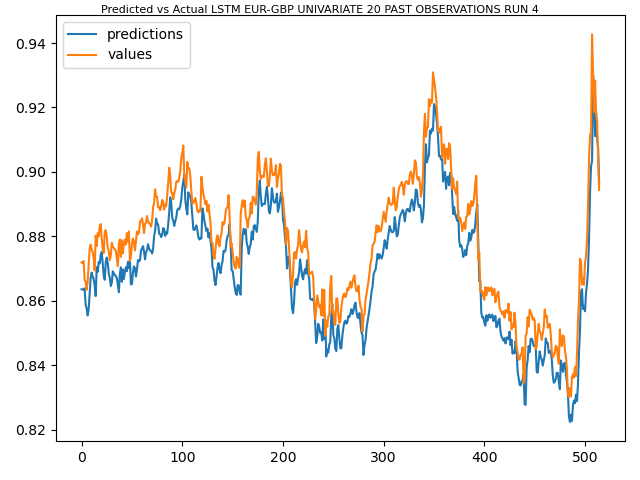 Predicted vs Actual LSTM EUR-GBP UNIVARIATE 20 PAST OBSERVATIONS RUN 4
predictions
values
0.94
0.92
0.90
0.88
0.86
0.84
0.82
0 100 200 300 400 500